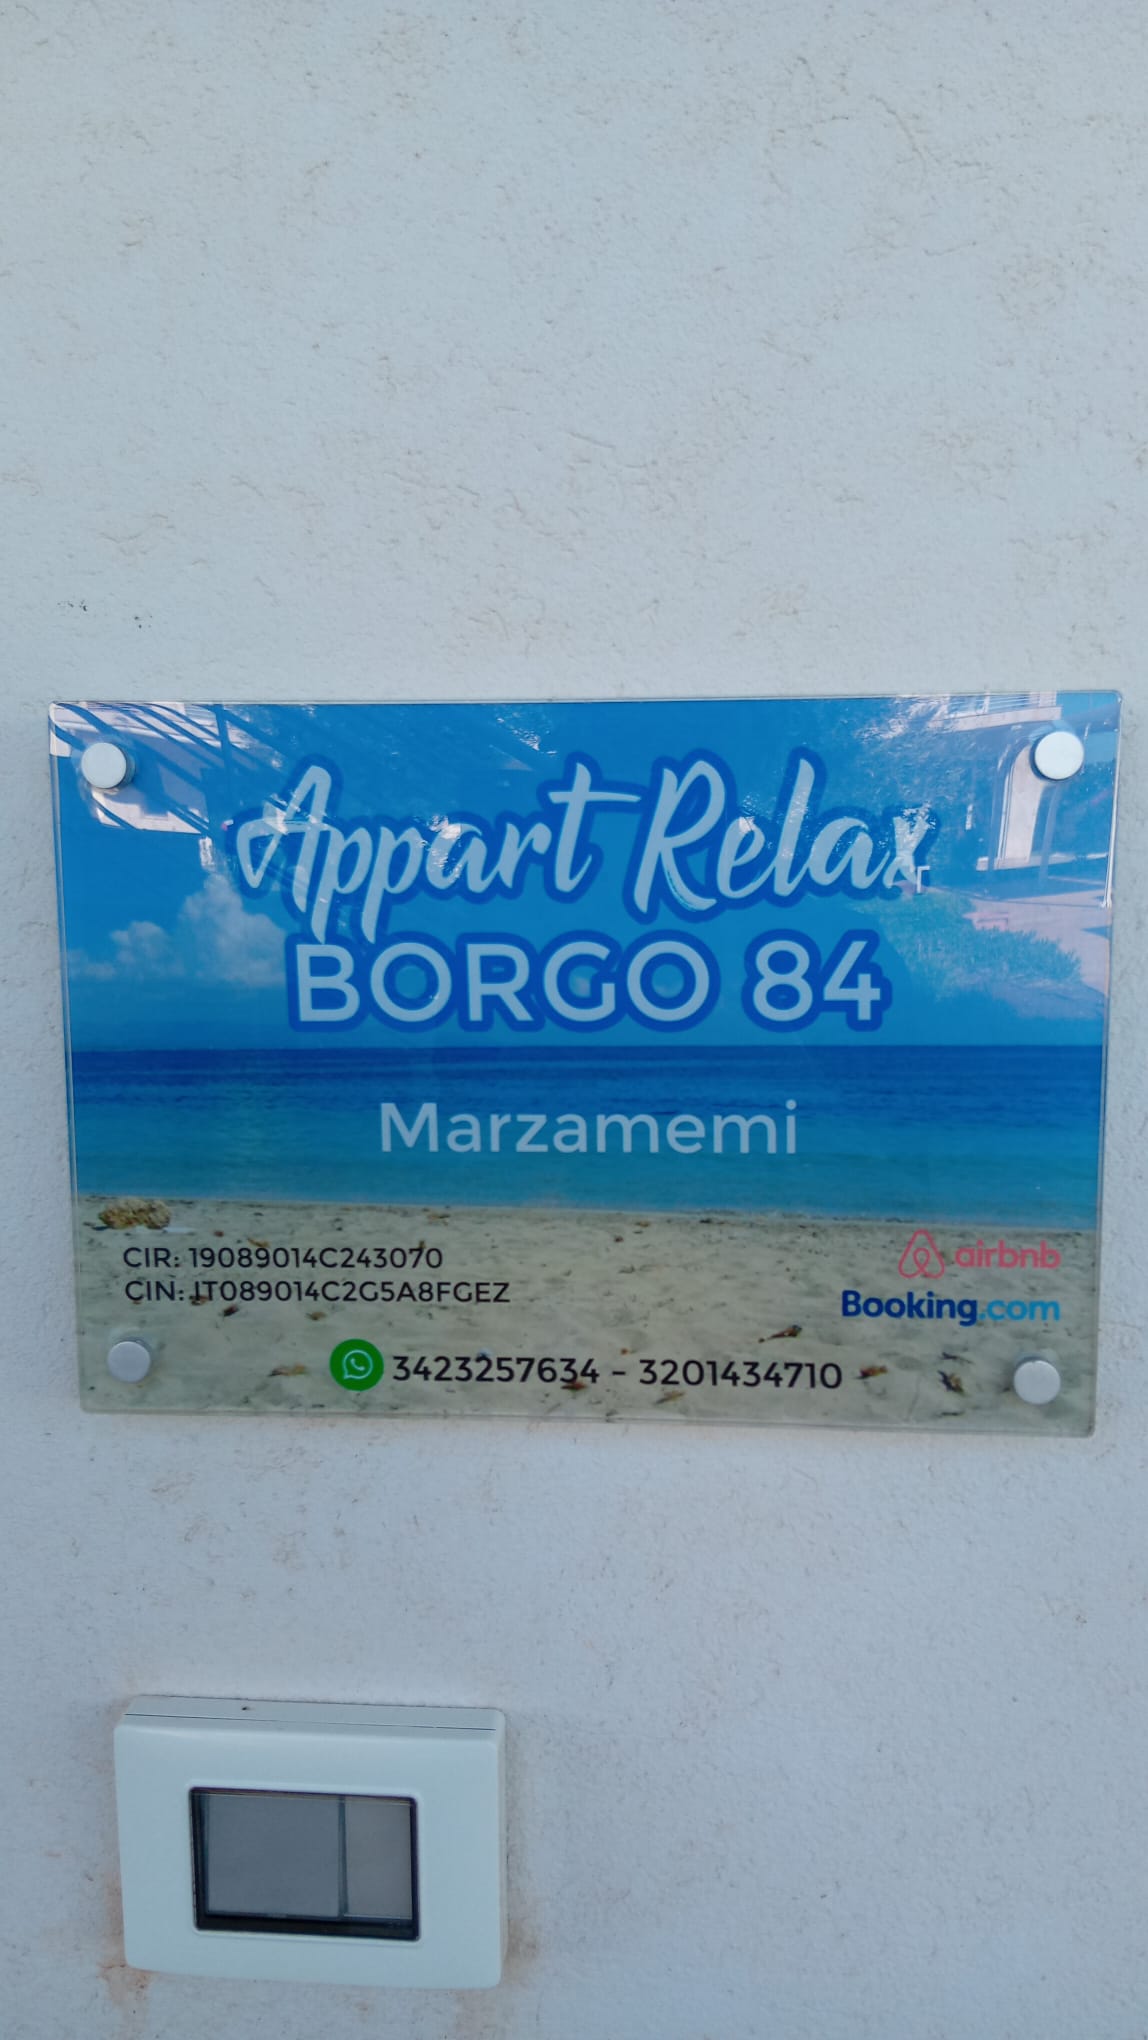 Appart Relax
BORGO 84
Marzamemi
CIR: 19089014C243070
CIN: IT089014C2G5A8FGEZ
airbnb
Booking.com
3423257634 - 3201434710